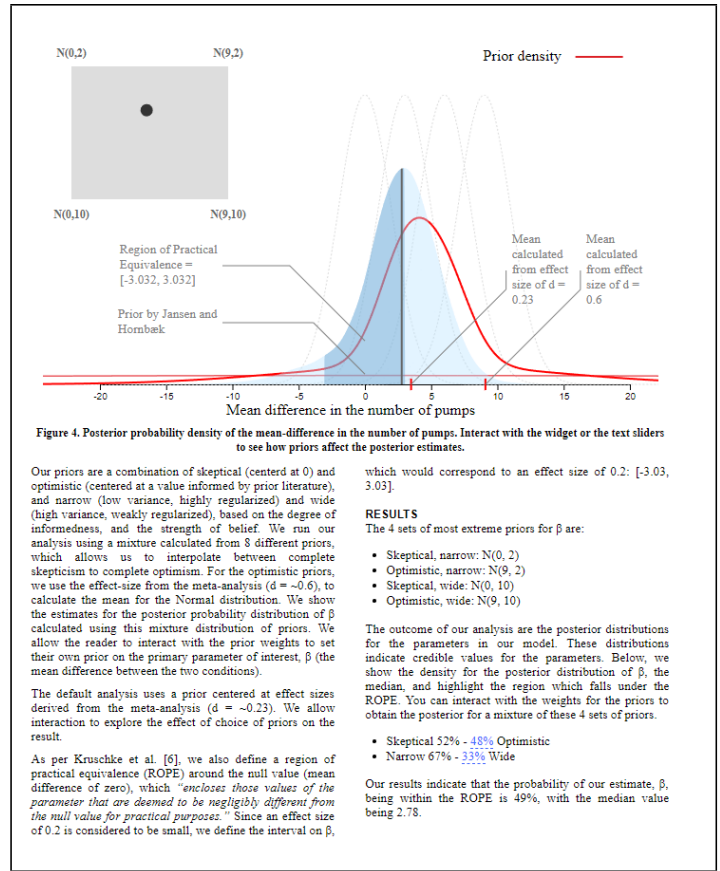 N(0,2)
N(9,2)
Prior density
N(0,10)
N(9,10)
Region of Practical
Equivalence =
[-3.032, 3.032]
Prior by Jansen and
Hornbæk
Mean
calculated
from effect
size of d =
0.23
Mean
calculated
from effect
size of d =
0.6
-20 -15 -10 -5 0 5 10 15 20
Mean difference in the number of pumps
Figure 4. Posterior probability density of the mean-difference in the number of pumps. Interact with the widget or the text sliders
to see how priors affect the posterior estimates.
Our priors are a combination of skeptical (centerd at 0) and
optimistic (centered at a value informed by prior literature),
and narrow (low variance, highly regularized) and wide
(high variance, weakly regularized), based on the degree of
informedness, and the strength of belief. We run our
analysis using a mixture calculated from 8 different priors,
which allows us to interpolate between complete
skepticism to complete optimism. For the optimistic priors,
we use the effect-size from the meta-analysis (d = ~0.6), to
calculate the mean for the Normal distribution. We show
the estimates for the posterior probability distribution of β
calculated using this mixture distribution of priors. We
allow the reader to interact with the prior weights to set
their own prior on the primary parameter of interest, β (the
mean difference between the two conditions).
The default analysis uses a prior centered at effect sizes
derived from the meta-analysis (d = ~0.23). We allow
interaction to explore the effect of choice of priors on the
result.
As per Kruschke et al. [6], we also define a region of
practical equivalence (ROPE) around the null value (mean
difference of zero), which "encloses those values of the
parameter that are deemed to be negligibly different from
the null value for practical purposes." Since an effect size
of 0.2 is considered to be small, we define the interval on β,
which would correspond to an effect size of 0.2: [-3.03,
3.03].
RESULTS
The 4 sets of most extreme priors for β are:
• Skeptical, narrow: N(0, 2)
• Optimistic, narrow: N(9, 2)
• Skeptical, wide: N(0, 10)
• Optimistic, wide: N(9, 10)
The outcome of our analysis are the posterior distributions
for the parameters in our model. These distributions
indicate credible values for the parameters. Below, we
show the density for the posterior distribution of β, the
median, and highlight the region which falls under the
ROPE. You can interact with the weights for the priors to
obtain the posterior for a mixture of these 4 sets of priors.
• Skeptical 52% - 48% Optimistic
• Narrow 67% - 33% Wide
Our results indicate that the probability of our estimate, β,
being within the ROPE is 49%, with the median value
being 2.78.